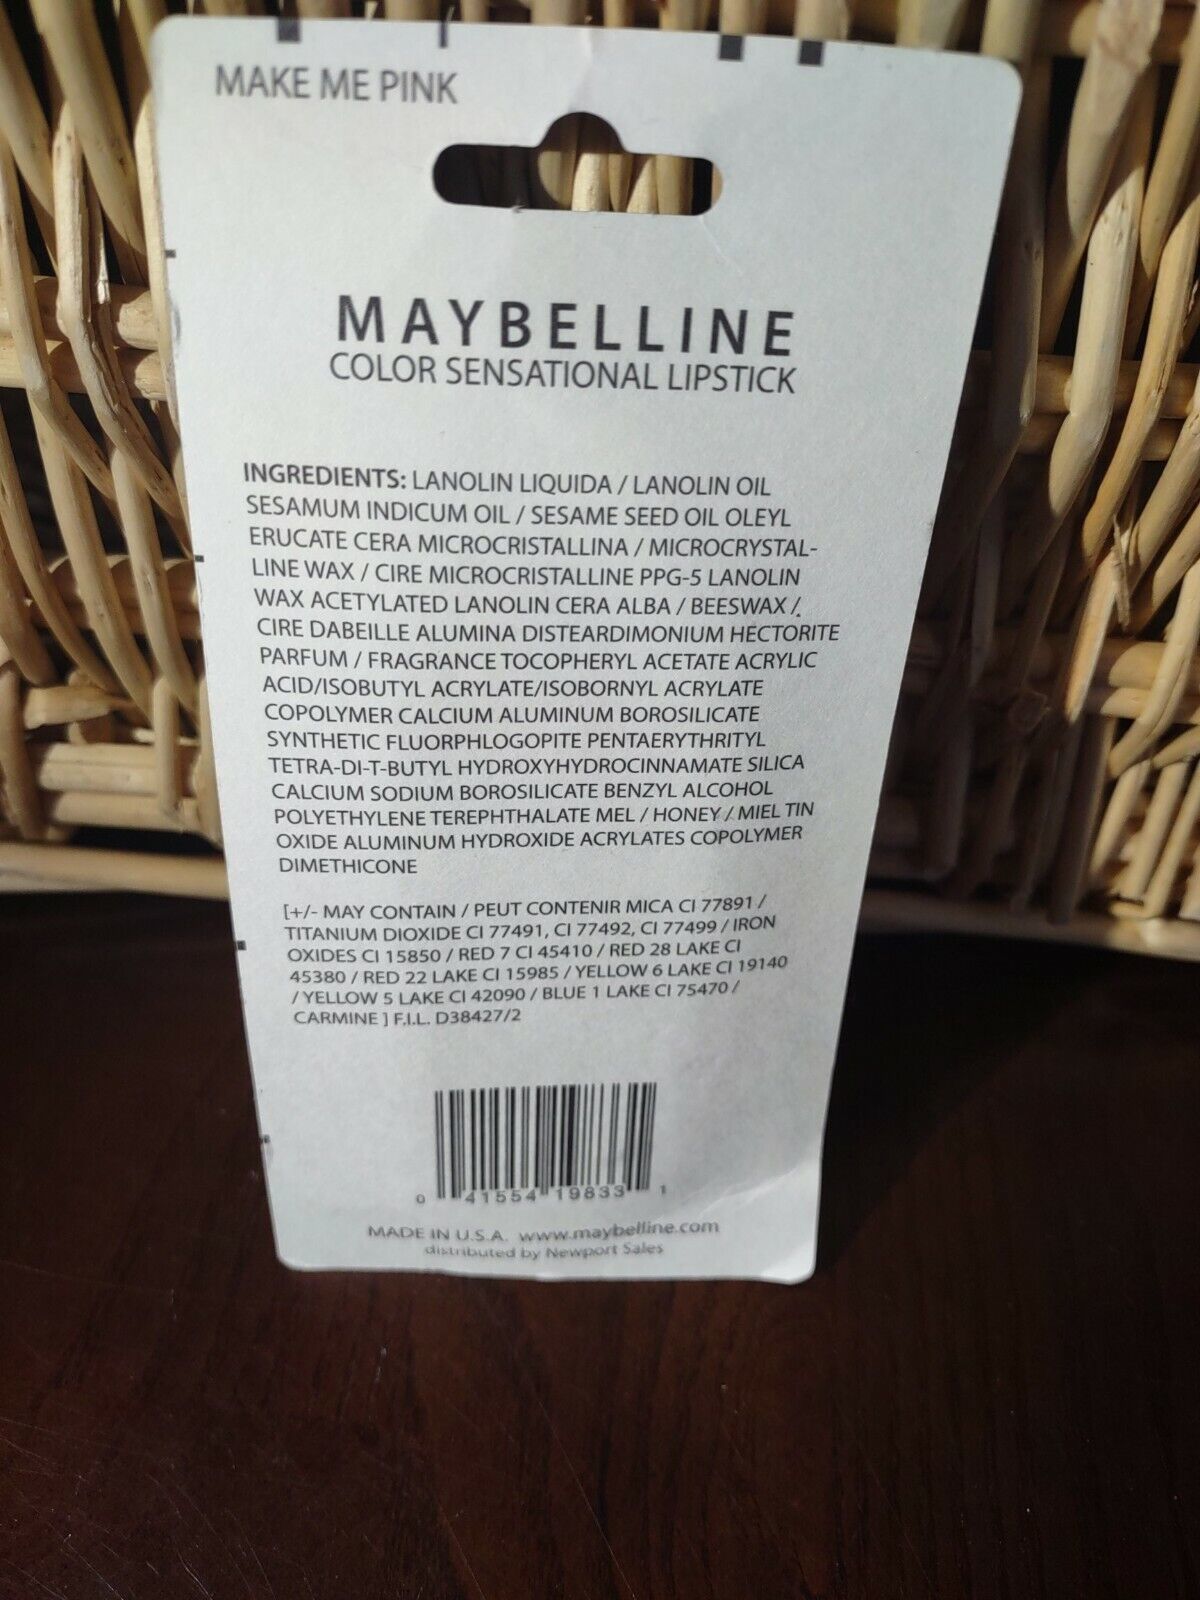 MAKE ME PINK
MAYBELLINE
COLOR SENSATIONAL LIPSTICK
INGREDIENTS: LANOLIN LIQUIDA / LANOLIN OIL
SESAMUM INDICUM OIL / SESAME SEED OIL OLEYL
ERUCATE CERA MICROCRISTALLINA / MICROCRYSTAL-
LINE WAX / CIRE MICROCRISTALLINE PPG-5 LANOLIN
WAX ACETYLATED LANOLIN CERA ALBA / BEESWAX /
CIRE DABEILLE ALUMINA DISTEARDIMONIUM HECTORITE
PARFUM / FRAGRANCE TOCOPHERYL ACETATE ACRYLIC
ACID/ISOBUTYL ACRYLATE/ISOBORNYL ACRYLATE
COPOLYMER CALCIUM ALUMINUM BOROSILICATE
SYNTHETIC FLUORPHLOGOPITE PENTAERYTHRITYL
TETRA-DI-T-BUTYL HYDROXYHYDROCINNAMATE SILICA
CALCIUM SODIUM BOROSILICATE BENZYL ALCOHOL
POLYETHYLENE TEREPHTHALATE MEL / HONEY / MIEL TIN
OXIDE ALUMINUM HYDROXIDE ACRYLATES COPOLYMER
DIMETHICONE
[+/- MAY CONTAIN / PEUT CONTENIR MICA CI 77891 /
TITANIUM DIOXIDE CI 77491, CI 77492, CI 77499 / IRON
OXIDES CI 15850 / RED 7 CI 45410 / RED 28 LAKE CI
45380 / RED 22 LAKE CI 15985 / YELLOW 6 LAKE CI 19140
/ YELLOW 5 LAKE CI 42090 / BLUE 1 LAKE CI 75470 /
CARMINE ] F.I.L. D38427/2
0 41554 19833 1
MADE IN U.S.A. www.maybelline.com
distributed by Newport Sales